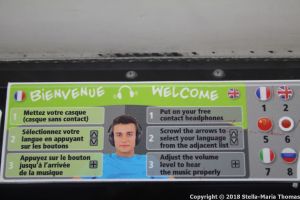 BIENVENUE WELCOME
1 Mettez votre casque
(casque sans contact)
2 Sélectionnez votre
langue en appuyant
sur les boutons
3 Appuyez sur le bouton
jusqu'à l'arrivée
de la musique
1 Put on your free
contact headphones
2 Scrowl the arrows to
select your language
from the adjacent list
3 Adjust the volume
level to hear
the music properly
1 2
3 6
5 4
7 8
Copyright © 2018 Stella-Maria Thomas